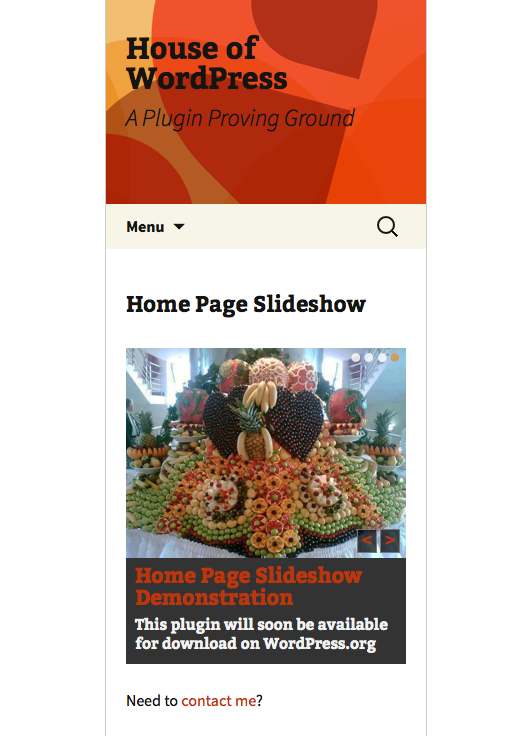 House of
WordPress
A Plugin Proving Ground
Menu
Home Page Slideshow
< >
Home Page Slideshow
Demonstration
This plugin will soon be available
for download on WordPress.org
Need to contact me?